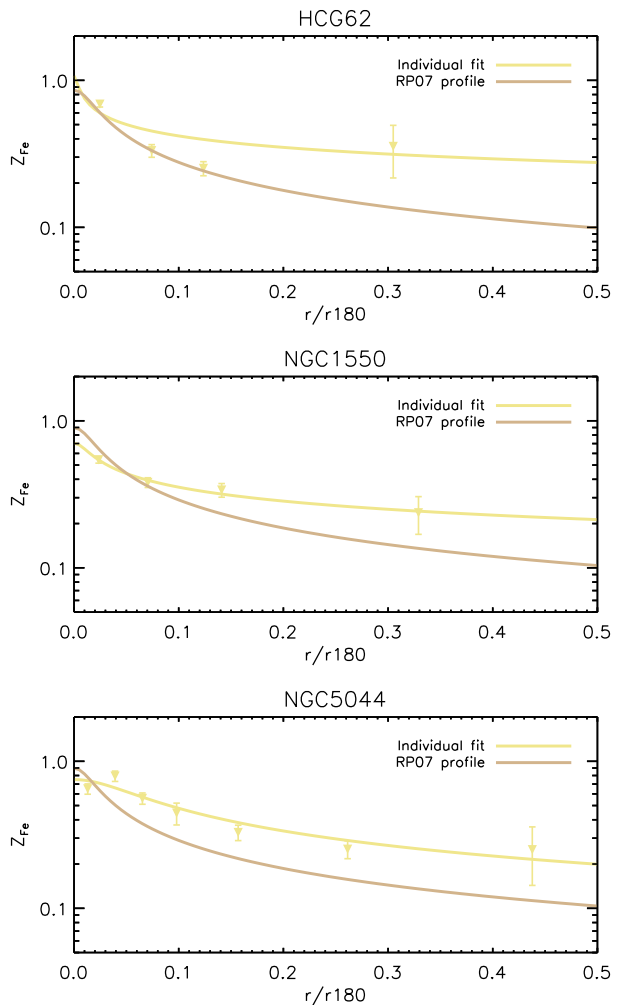 HCG62
Individual fit
RP07 profile
1.0
0.1
Z_Fe
0.0 0.1 0.2 0.3 0.4 0.5
r/r180
NGC1550
Individual fit
RP07 profile
1.0
0.1
Z_Fe
0.0 0.1 0.2 0.3 0.4 0.5
r/r180
NGC5044
Individual fit
RP07 profile
1.0
0.1
Z_Fe
0.0 0.1 0.2 0.3 0.4 0.5
r/r180